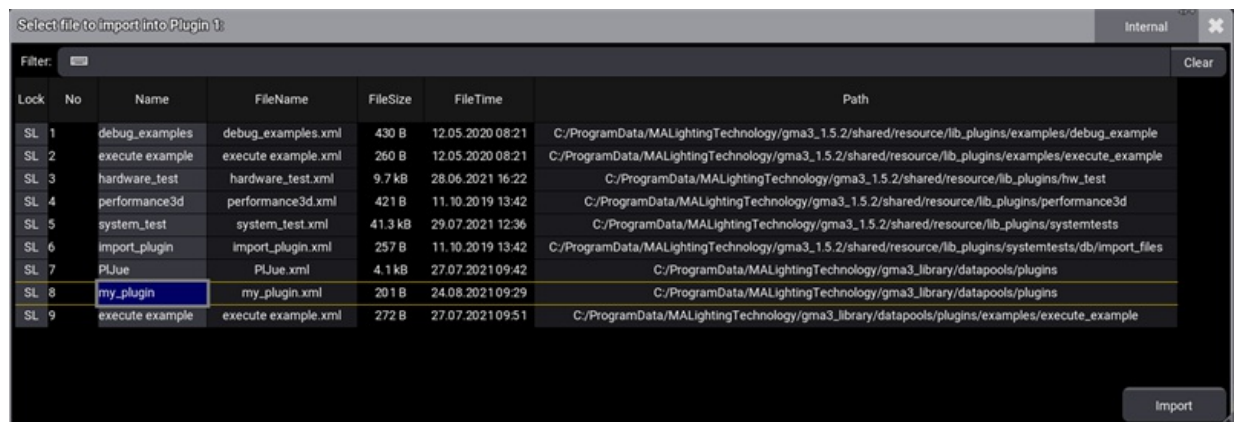 Select file to import into Plugin 1: Internal
Filter: Clear
Lock No Name FileName FileSize FileTime Path
SL 1 debug_examples debug_examples.xml 430 B 12.05.2020 08:21 C:/ProgramData/MALightingTechnology/gma3_1.5.2/shared/resource/lib_plugins/examples/debug_example
SL 2 execute example execute example.xml 260 B 12.05.2020 08:21 C:/ProgramData/MALightingTechnology/gma3_1.5.2/shared/resource/lib_plugins/examples/execute_example
SL 3 hardware_test hardware_test.xml 9.7 kB 28.06.2021 16:22 C:/ProgramData/MALightingTechnology/gma3_1.5.2/shared/resource/lib_plugins/hw_test
SL 4 performance3d performance3d.xml 421 B 11.10.2019 13:42 C:/ProgramData/MALightingTechnology/gma3_1.5.2/shared/resource/lib_plugins/performance3d
SL 5 system_test system_test.xml 41.3 kB 29.07.2021 12:36 C:/ProgramData/MALightingTechnology/gma3_1.5.2/shared/resource/lib_plugins/systemtests
SL 6 import_plugin import_plugin.xml 257 B 11.10.2019 13:42 C:/ProgramData/MALightingTechnology/gma3_1.5.2/shared/resource/lib_plugins/systemtests/db/import_files
SL 7 PlJue PlJue.xml 4.1 kB 27.07.2021 09:42 C:/ProgramData/MALightingTechnology/gma3_library/datapools/plugins
SL 8 my_plugin my_plugin.xml 201 B 24.08.2021 09:29 C:/ProgramData/MALightingTechnology/gma3_library/datapools/plugins
SL 9 execute example execute example.xml 272 B 27.07.2021 09:51 C:/ProgramData/MALightingTechnology/gma3_library/datapools/plugins/examples/execute_example
Import